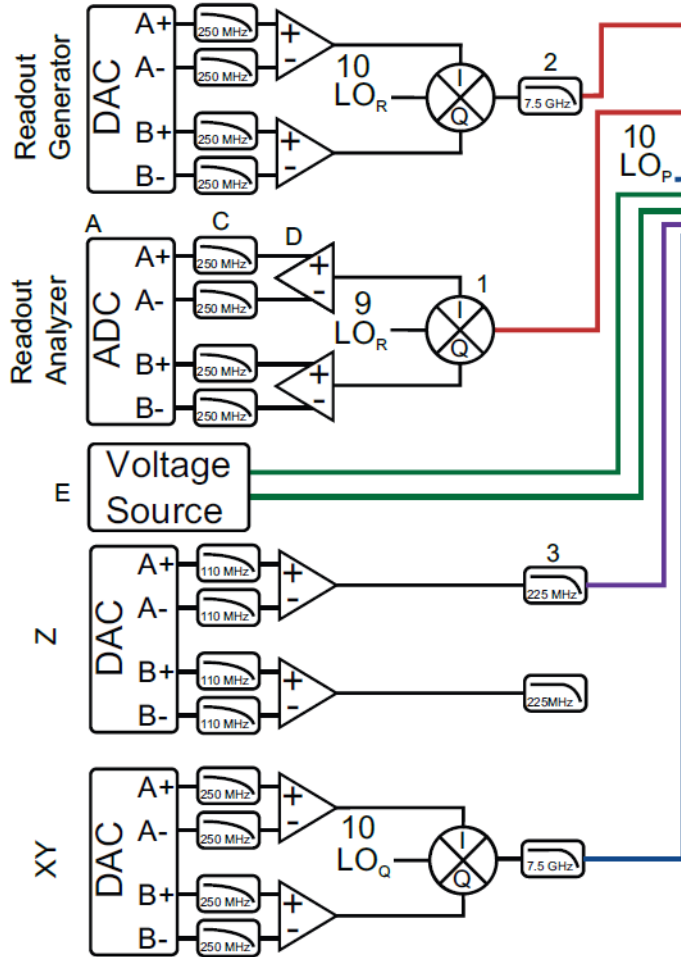 Readout
Generator
DAC
A+
A-
B+
B-
250 MHz
250 MHz
250 MHz
250 MHz
+
-
+
-
10
LOR
I
Q
2
7.5 GHz
10
LOP
Readout
Analyzer
A
ADC
A+
A-
B+
B-
C
250 MHz
250 MHz
250 MHz
250 MHz
D
+
-
+
-
9
LOR
1
I
Q
E
Voltage
Source
Z
DAC
A+
A-
B+
B-
110 MHz
110 MHz
110 MHz
110 MHz
+
-
+
-
3
225 MHz
225MHz
XY
DAC
A+
A-
B+
B-
250 MHz
250 MHz
250 MHz
250 MHz
+
-
+
-
10
LOQ
I
Q
7.5 GHz